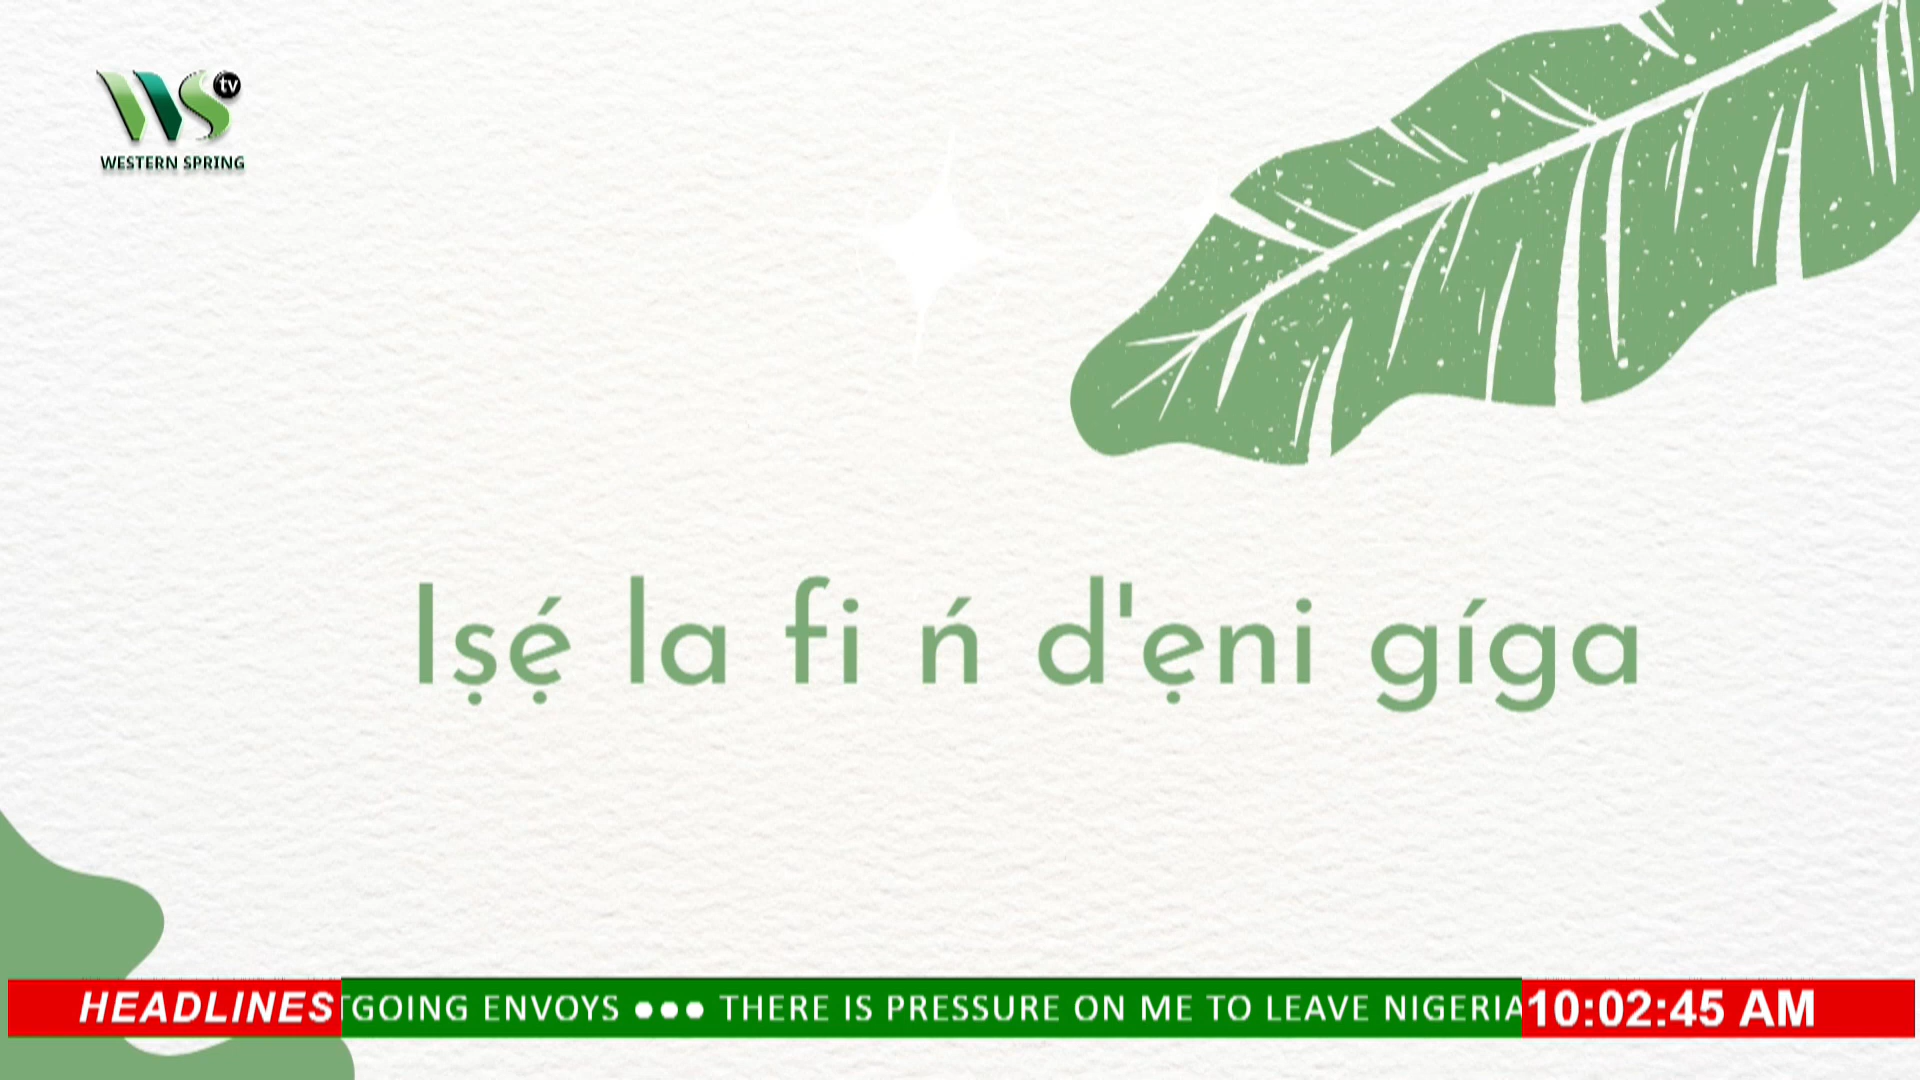 WS tv
WESTERN SPRING
Iṣẹ́ la fi ń d'ẹni gíga
HEADLINES
TGOING ENVOYS ●●● THERE IS PRESSURE ON ME TO LEAVE NIGERIA
10:02:45 AM